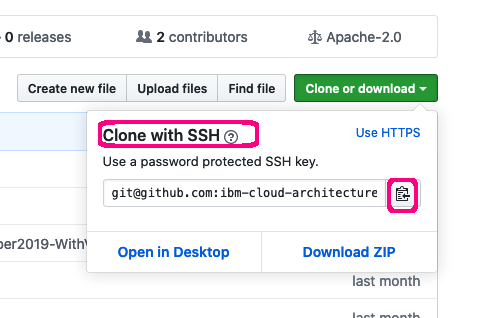 0 releases
2 contributors
Apache-2.0
Create new file
Upload files
Find file
Clone or download
Clone with SSH ?
Use HTTPS
Use a password protected SSH key.
git@github.com:ibm-cloud-architecture
Open in Desktop
Download ZIP
ber2019-WithV
last month
last month